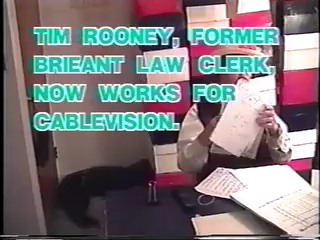 TIM ROONEY, FORMER
BRIEANT LAW CLERK,
NOW WORKS FOR
CABLEVISION.